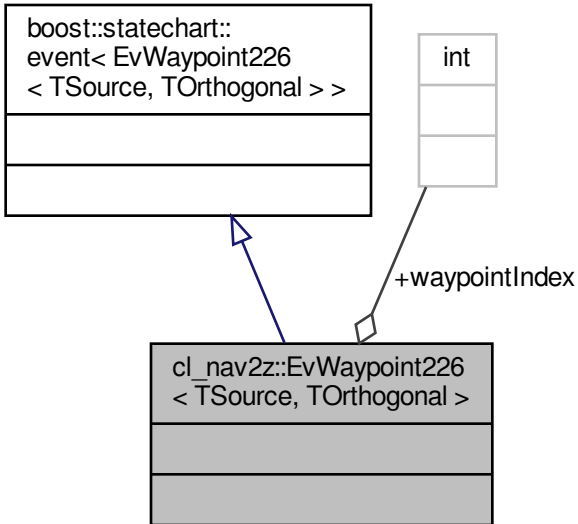 boost::statechart::
event< EvWaypoint226
< TSource, TOrthogonal > >
int
+waypointIndex
cl_nav2z::EvWaypoint226
< TSource, TOrthogonal >